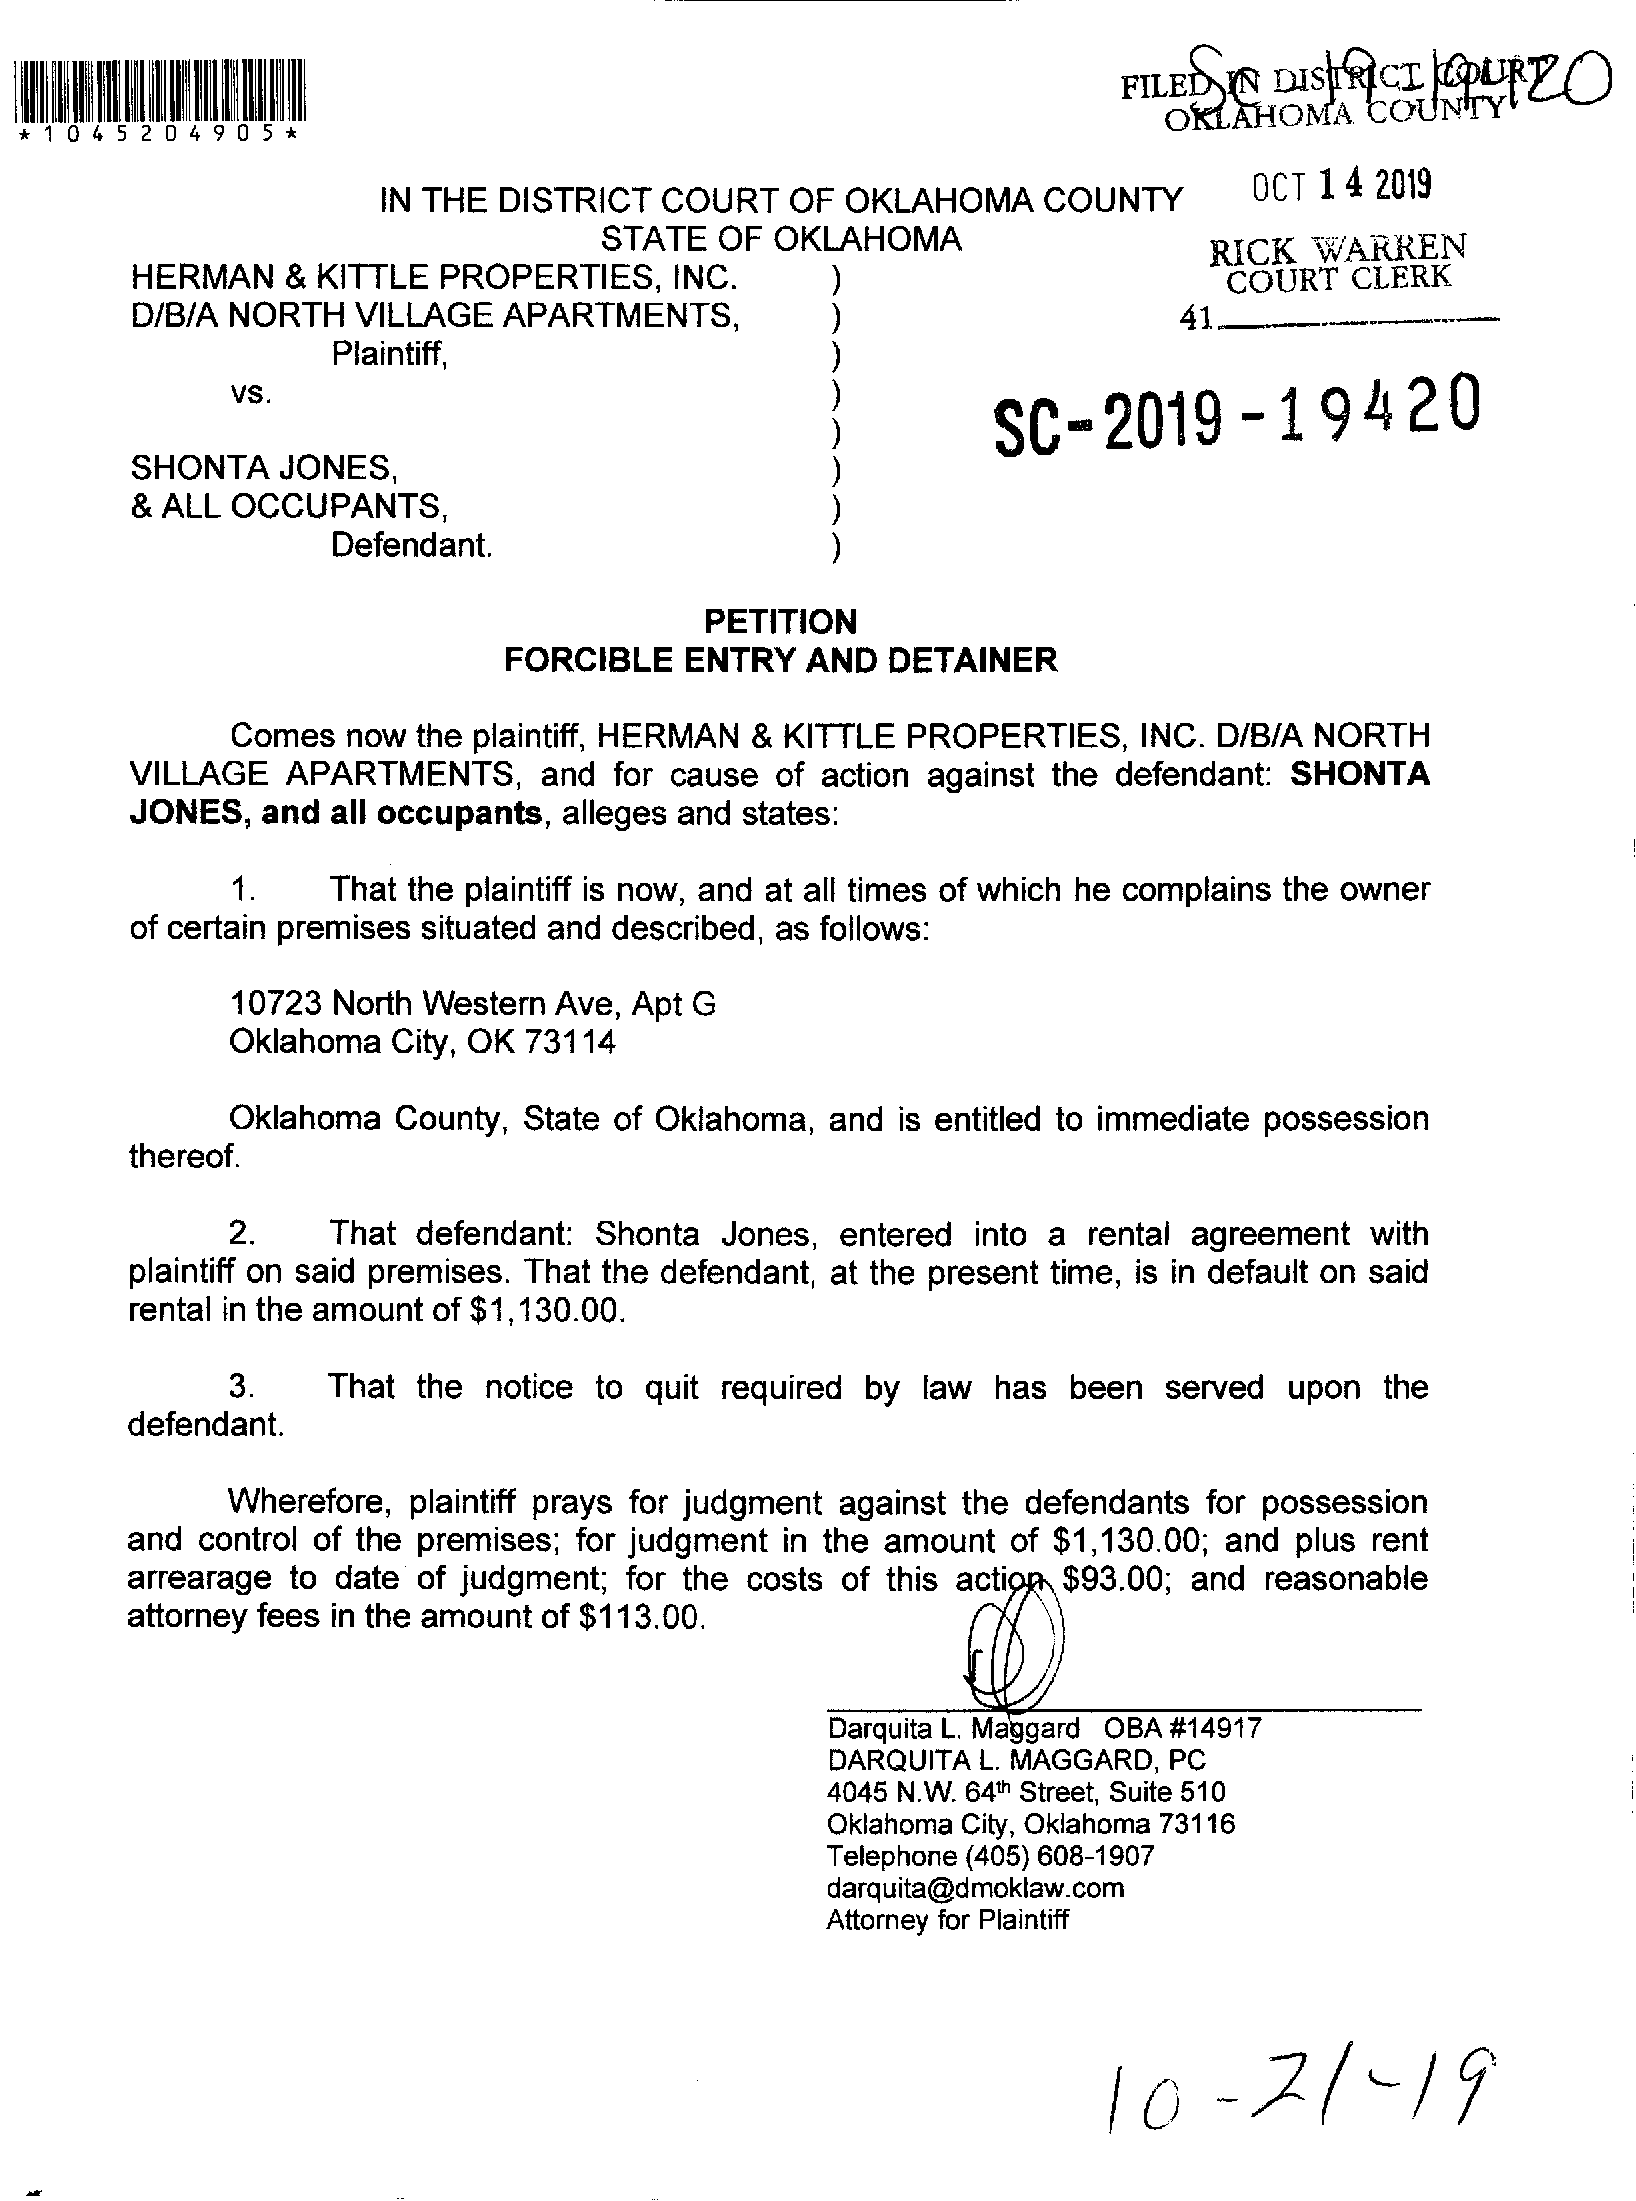 *1045204905*
SC 19 19420
FILED IN DISTRICT COURT
OKLAHOMA COUNTY
OCT 14 2019
RICK WARREN
COURT CLERK
41
IN THE DISTRICT COURT OF OKLAHOMA COUNTY
STATE OF OKLAHOMA
HERMAN & KITTLE PROPERTIES, INC. )
D/B/A NORTH VILLAGE APARTMENTS, )
Plaintiff, )
vs. )
)
SC-2019-19420
SHONTA JONES, )
& ALL OCCUPANTS, )
Defendant. )
PETITION
FORCIBLE ENTRY AND DETAINER
Comes now the plaintiff, HERMAN & KITTLE PROPERTIES, INC. D/B/A NORTH
VILLAGE APARTMENTS, and for cause of action against the defendant: SHONTA
JONES, and all occupants, alleges and states:
1. That the plaintiff is now, and at all times of which he complains the owner
of certain premises situated and described, as follows:
10723 North Western Ave, Apt G
Oklahoma City, OK 73114
Oklahoma County, State of Oklahoma, and is entitled to immediate possession
thereof.
2. That defendant: Shonta Jones, entered into a rental agreement with
plaintiff on said premises. That the defendant, at the present time, is in default on said
rental in the amount of $1,130.00.
3. That the notice to quit required by law has been served upon the
defendant.
Wherefore, plaintiff prays for judgment against the defendants for possession
and control of the premises; for judgment in the amount of $1,130.00; and plus rent
arrearage to date of judgment; for the costs of this action $93.00; and reasonable
attorney fees in the amount of $113.00.
Darquita L. Maggard OBA #14917
DARQUITA L. MAGGARD, PC
4045 N.W. 64th Street, Suite 510
Oklahoma City, Oklahoma 73116
Telephone (405) 608-1907
darquita@dmoklaw.com
Attorney for Plaintiff
10-21-19